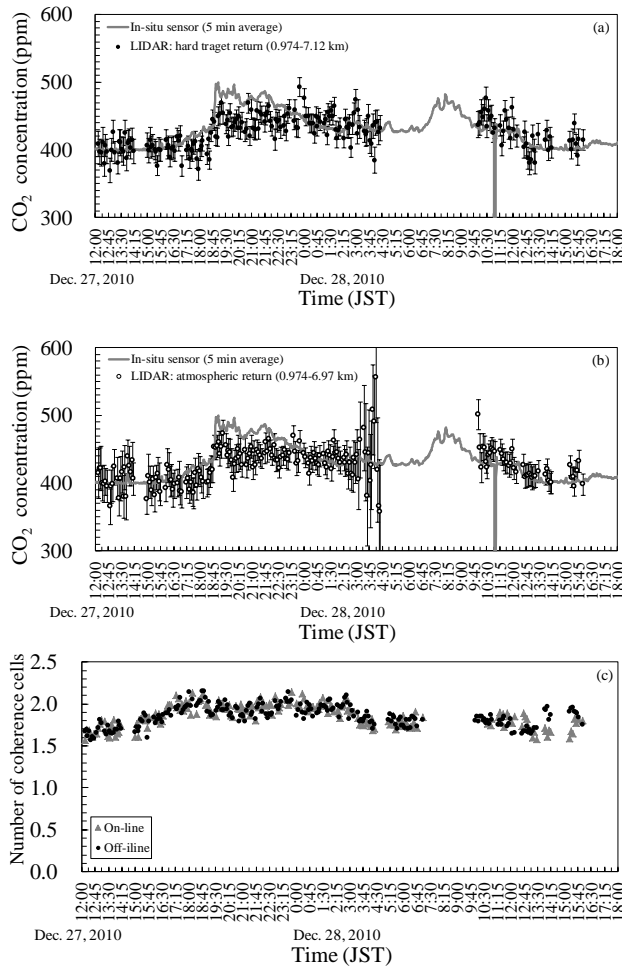 (a)
In-situ sensor (5 min average)
LIDAR: hard traget return (0.974-7.12 km)
CO2 concentration (ppm)
600
500
400
300
12:00 12:45 13:30 14:15 15:00 15:45 16:30 17:15 18:00 18:45 19:30 20:15 21:00 21:45 22:30 23:15 0:00 0:45 1:30 2:15 3:00 3:45 4:30 5:15 6:00 6:45 7:30 8:15 9:00 9:45 10:30 11:15 12:00 12:45 13:30 14:15 15:00 15:45 16:30 17:15 18:00
Dec. 27, 2010 Dec. 28, 2010
Time (JST)
(b)
In-situ sensor (5 min average)
LIDAR: atmospheric return (0.974-6.97 km)
CO2 concentration (ppm)
600
500
400
300
12:00 12:45 13:30 14:15 15:00 15:45 16:30 17:15 18:00 18:45 19:30 20:15 21:00 21:45 22:30 23:15 0:00 0:45 1:30 2:15 3:00 3:45 4:30 5:15 6:00 6:45 7:30 8:15 9:00 9:45 10:30 11:15 12:00 12:45 13:30 14:15 15:00 15:45 16:30 17:15 18:00
Dec. 27, 2010 Dec. 28, 2010
Time (JST)
(c)
Number of coherence cells
2.5
2.0
1.5
1.0
0.5
0.0
On-line
Off-iline
12:00 12:45 13:30 14:15 15:00 15:45 16:30 17:15 18:00 18:45 19:30 20:15 21:00 21:45 22:30 23:15 0:00 0:45 1:30 2:15 3:00 3:45 4:30 5:15 6:00 6:45 7:30 8:15 9:00 9:45 10:30 11:15 12:00 12:45 13:30 14:15 15:00 15:45 16:30 17:15 18:00
Dec. 27, 2010 Dec. 28, 2010
Time (JST)